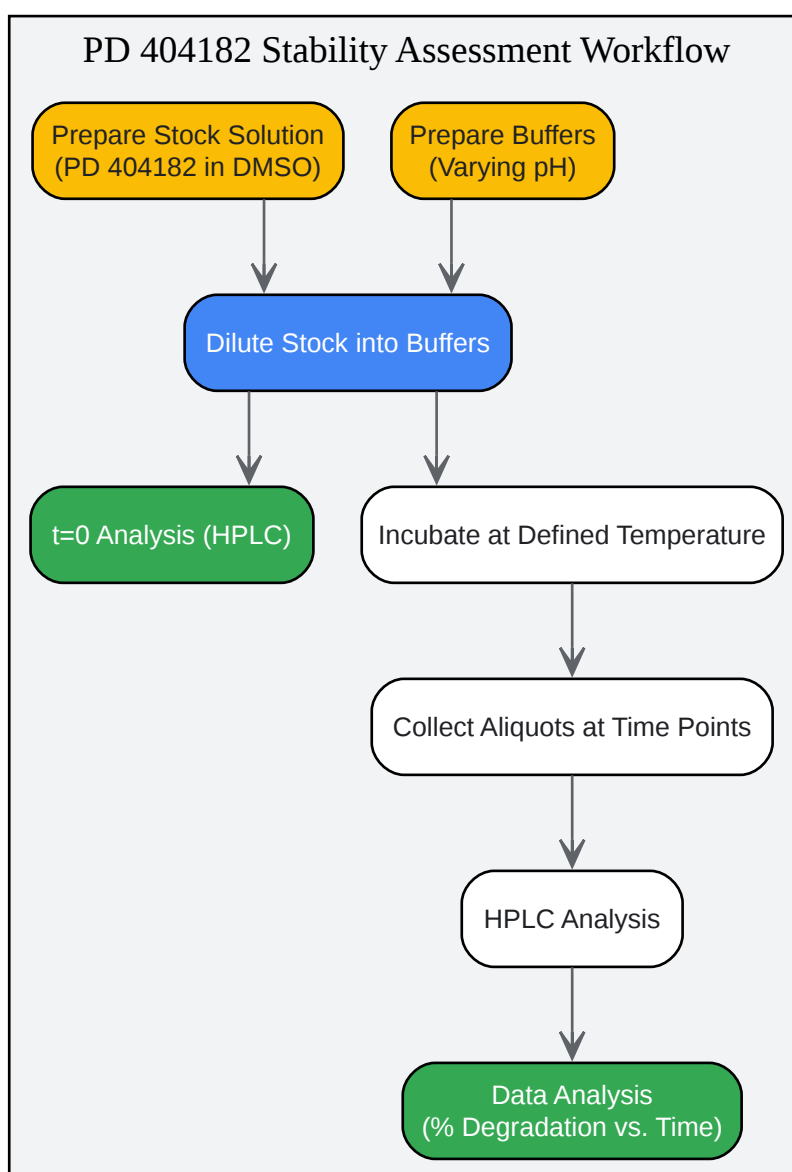 PD 404182 Stability Assessment Workflow
Prepare Stock Solution
(PD 404182 in DMSO)
Prepare Buffers
(Varying pH)
Dilute Stock into Buffers
t=0 Analysis (HPLC)
Incubate at Defined Temperature
Collect Aliquots at Time Points
HPLC Analysis
Data Analysis
(% Degradation vs. Time)